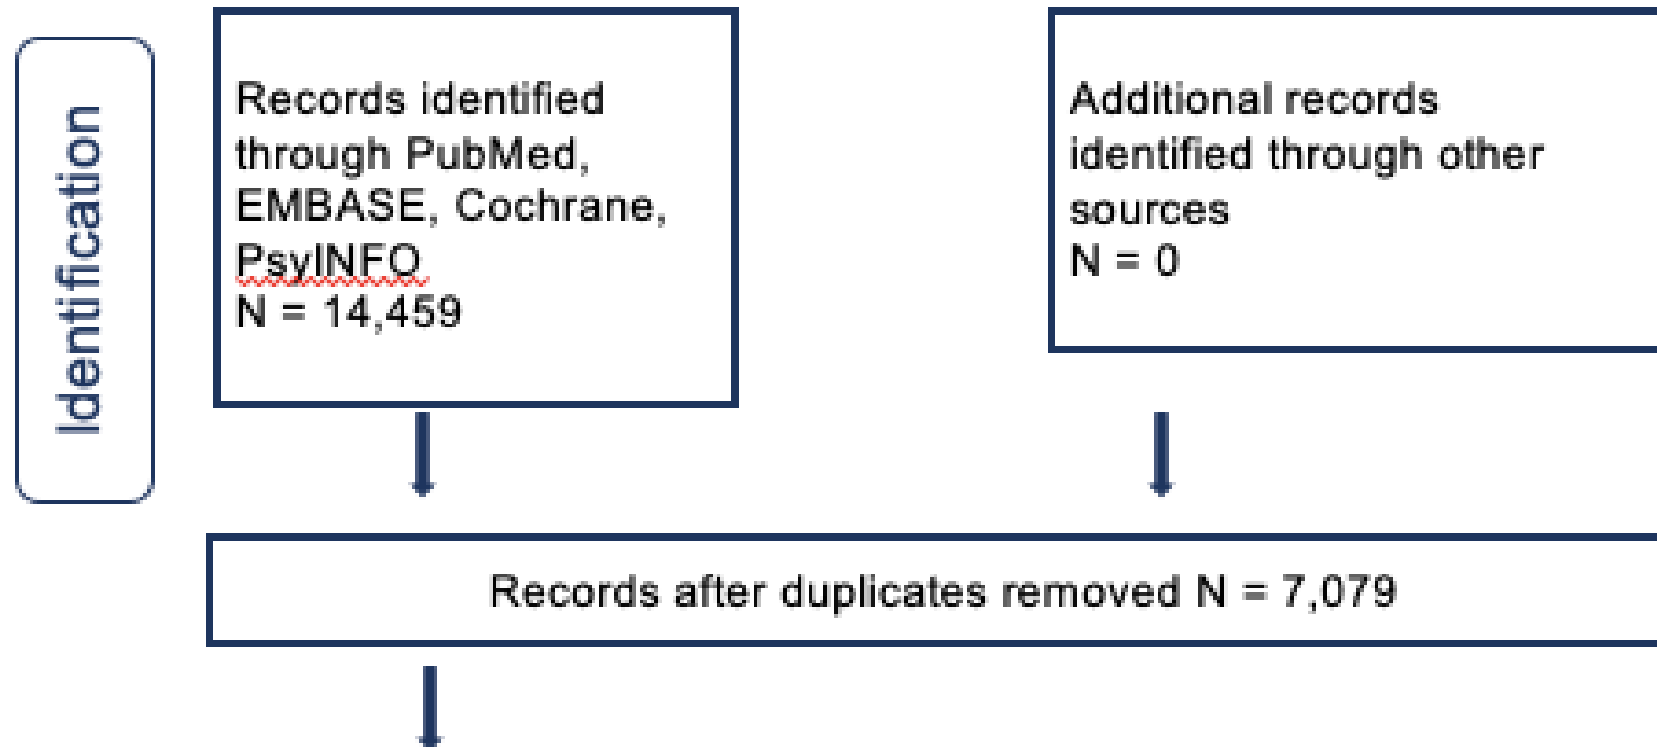 Identification
Records identified
through PubMed,
EMBASE, Cochrane,
PsyINFO
N = 14,459
Additional records
identified through other
sources
N = 0
Records after duplicates removed N = 7,079